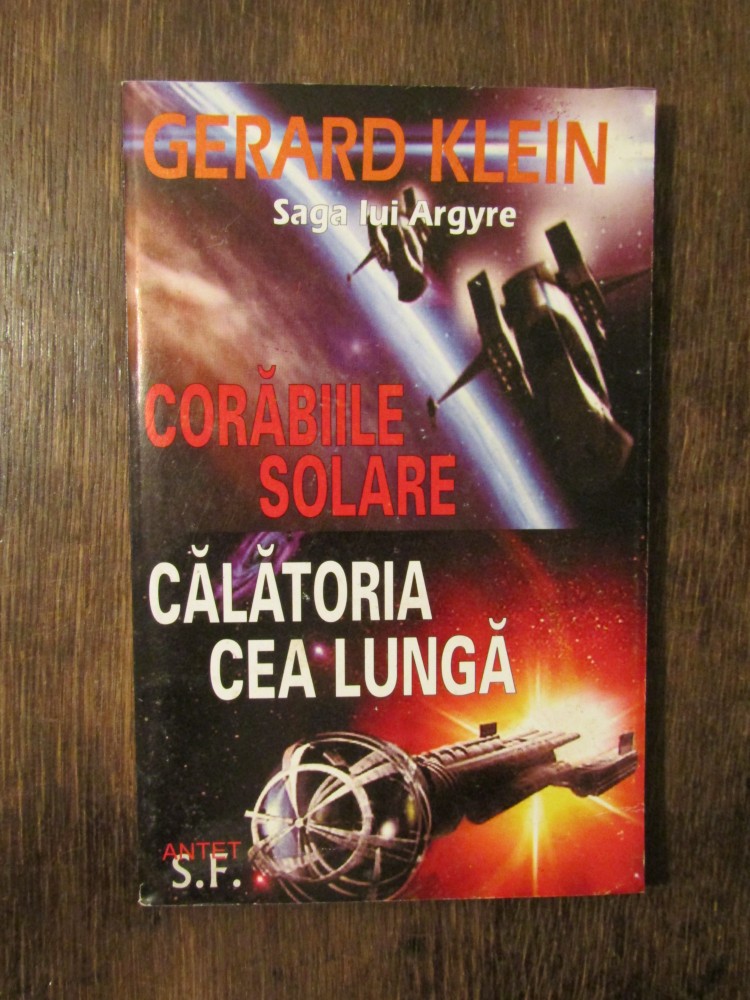 GERARD KLEIN
Saga lui Argyre
CORĂBIILE
SOLARE
CĂLĂTORIA
CEA LUNGĂ
ANTET
S.F.